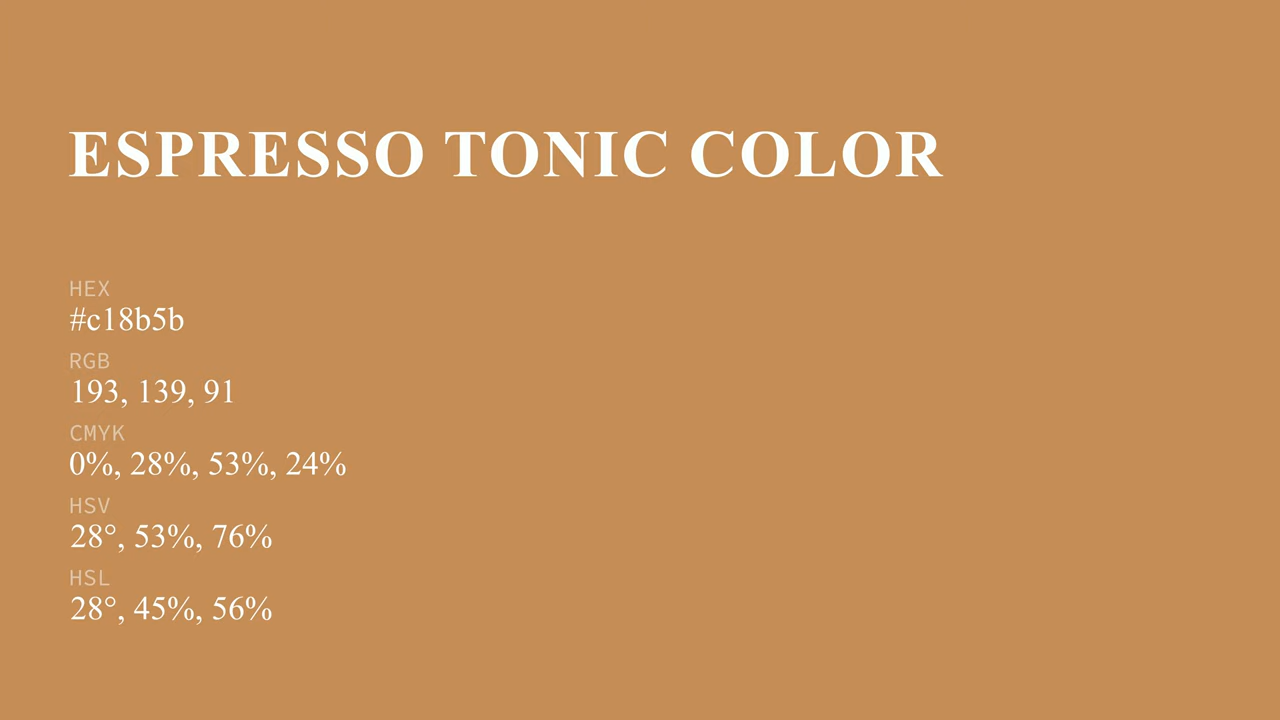 ESPRESSO TONIC COLOR
HEX
#c18b5b
RGB
193, 139, 91
CMYK
0%, 28%, 53%, 24%
HSV
28°, 53%, 76%
HSL
28°, 45%, 56%